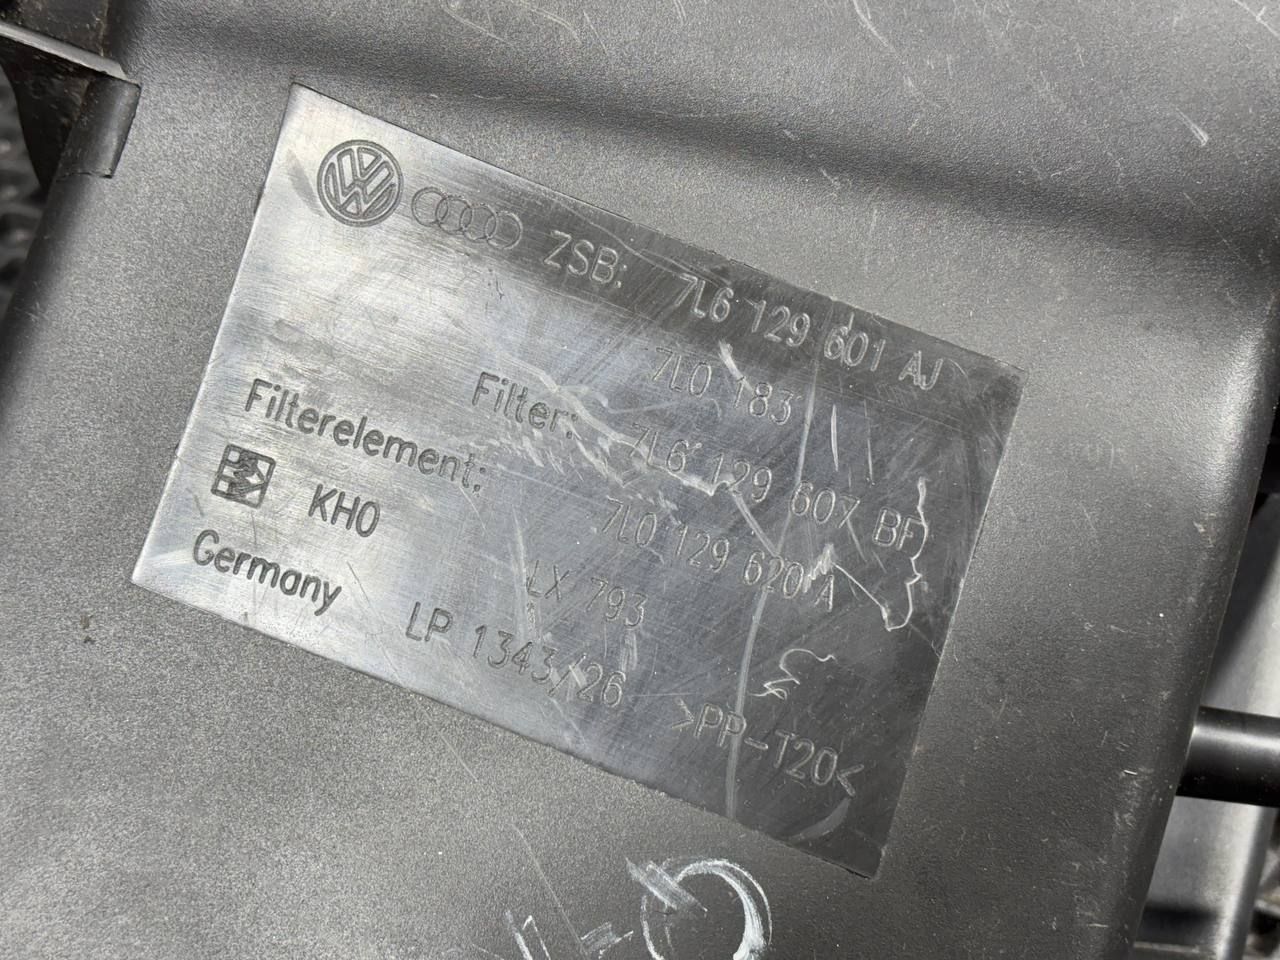 ZSB: 7L6 129 601 AJ
7L0 183
Filter: 7L6 129 607 BF
Filterelement: 7L0 129 620 A
KHO LX 793
Germany LP 1343/26 >PP-T20<